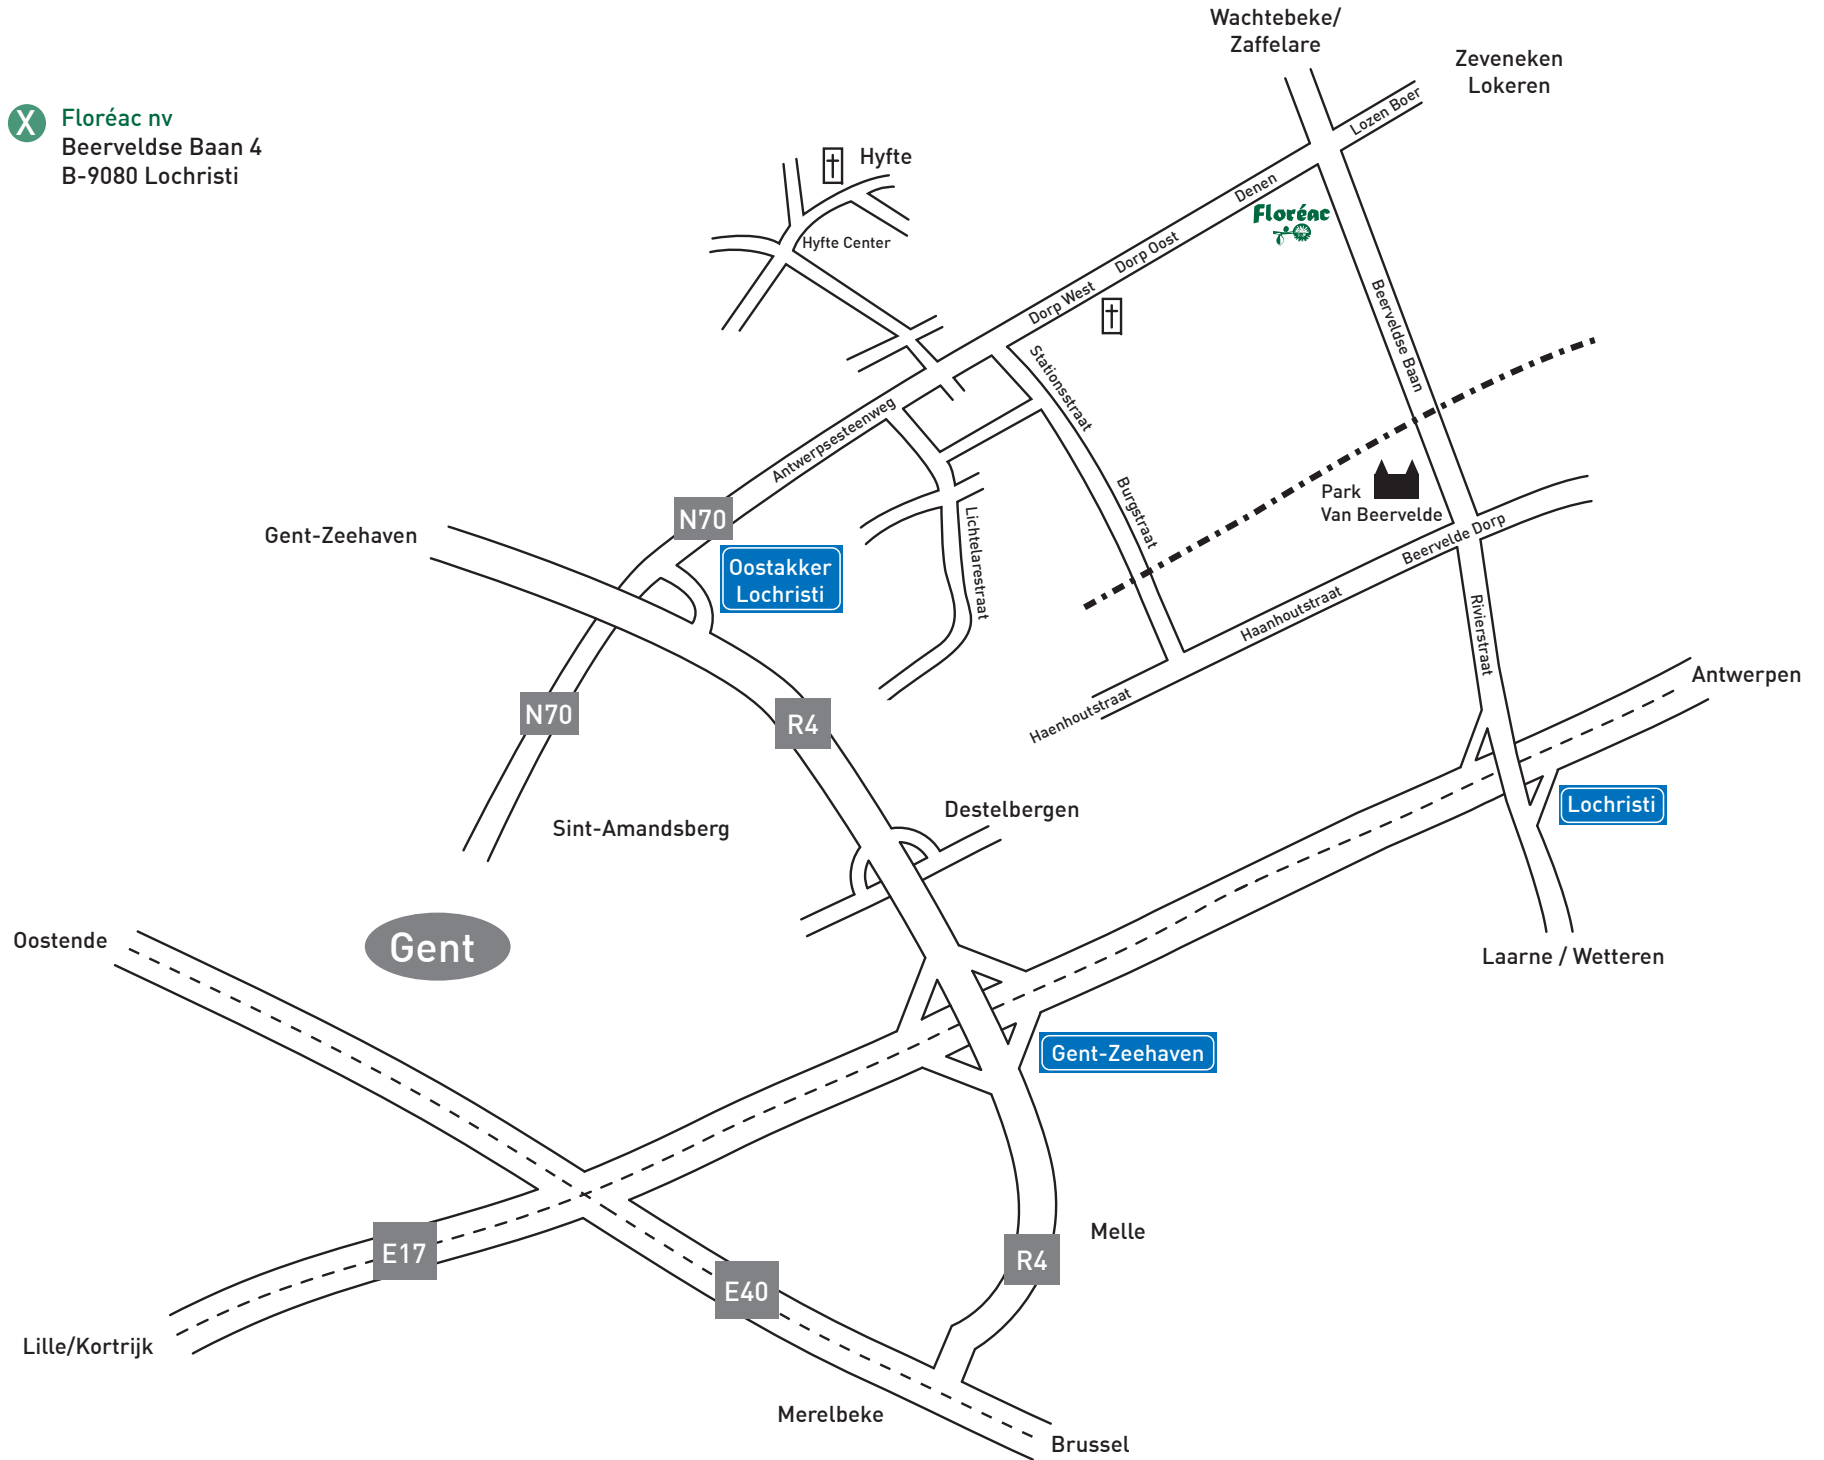 Wachtebeke/
Zaffelare
Zeveneken
Lokeren
Lozen Boer
X
Floréac nv
Beerveldse Baan 4
B-9080 Lochristi
Hyfte
Hyfte Center
Denen
Floréac
Dorp Oost
Dorp West
Beerveldse Baan
Stationsstraat
Antwerpsesteenweg
Burgstraat
Park
Van Beervelde
Beervelde Dorp
N70
Gent-Zeehaven
Oostakker
Lochristi
Lichtelarestraat
Haanhoutstraat
Rivierstraat
Antwerpen
Haenhoutstraat
N70
R4
Lochristi
Destelbergen
Sint-Amandsberg
Gent
Oostende
Laarne / Wetteren
Gent-Zeehaven
Melle
E17
R4
E40
Lille/Kortrijk
Merelbeke
Brussel